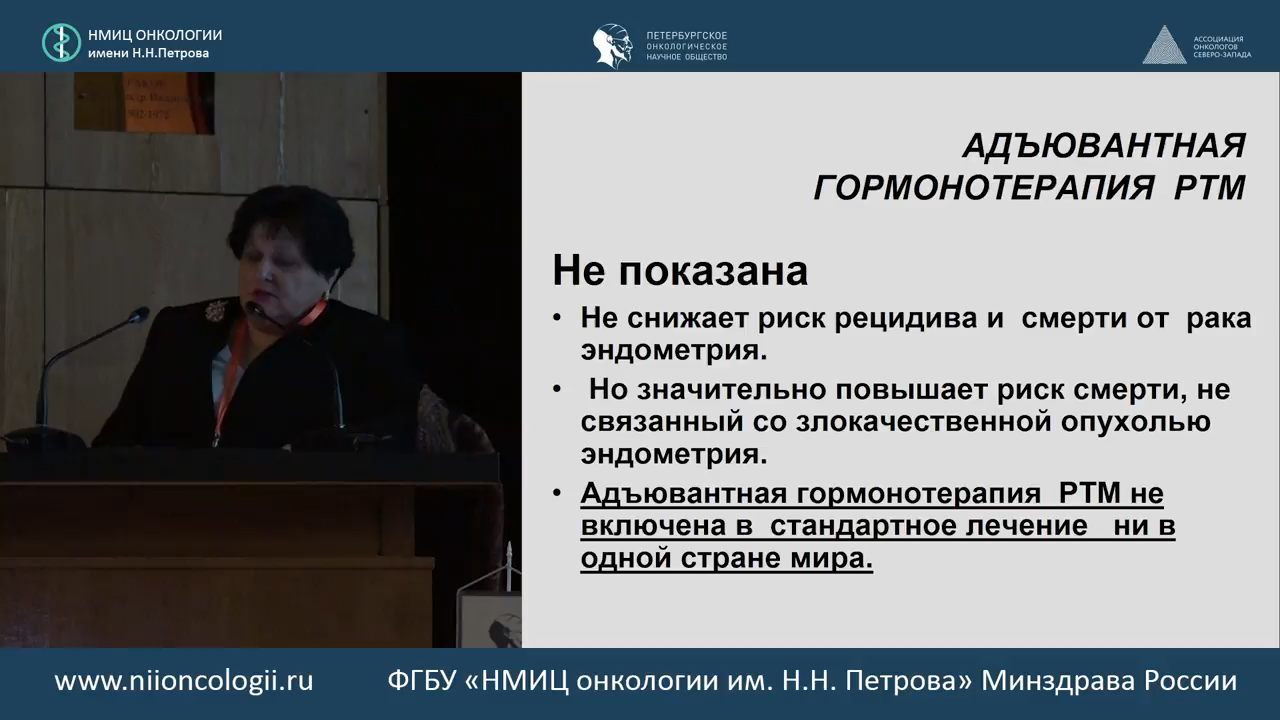 НМИЦ ОНКОЛОГИИ
имени Н.Н.Петрова
ПЕТЕРБУРГСКОЕ
ОНКОЛОГИЧЕСКОЕ
НАУЧНОЕ ОБЩЕСТВО
АССОЦИАЦИЯ
ОНКОЛОГОВ
СЕВЕРО-ЗАПАДА
АДЪЮВАНТНАЯ
ГОРМОНОТЕРАПИЯ РТМ
Не показана
• Не снижает риск рецидива и смерти от рака
эндометрия.
• Но значительно повышает риск смерти, не
связанный со злокачественной опухолью
эндометрия.
• Адъювантная гормонотерапия РТМ не
включена в стандартное лечение ни в
одной стране мира.
www.niioncologii.ru
ФГБУ «НМИЦ онкологии им. Н.Н. Петрова» Минздрава России